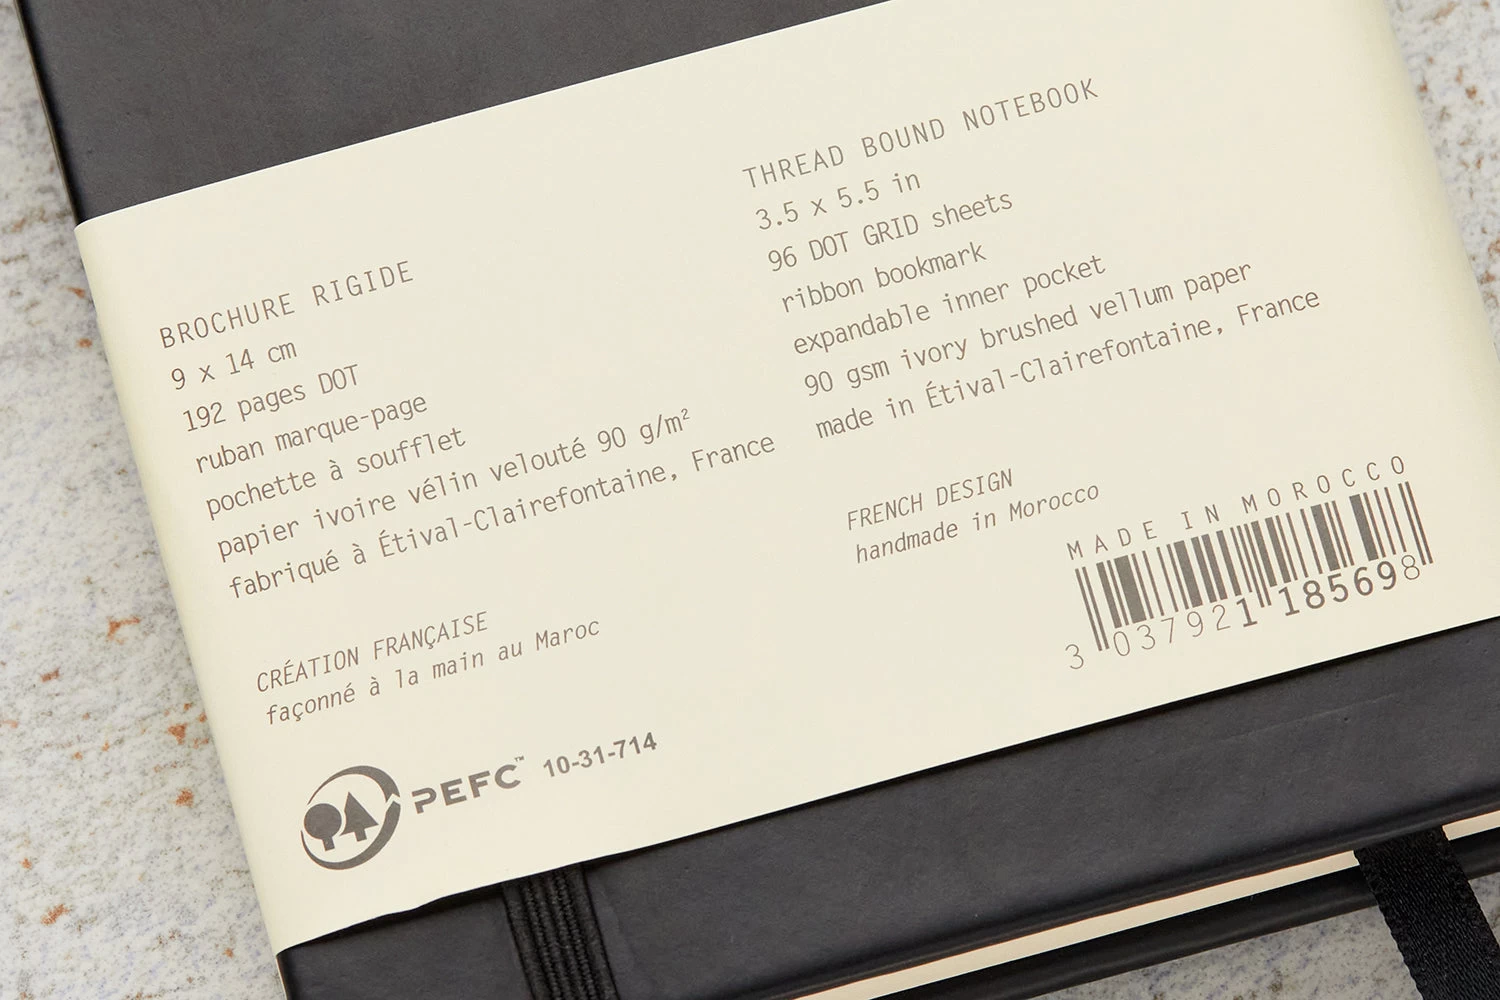 BROCHURE RIGIDE
9 x 14 cm
192 pages DOT
ruban marque-page
pochette à soufflet
papier ivoire vélin velouté 90 g/m²
fabriqué à Étival-Clairefontaine, France
CRÉATION FRANÇAISE
façonné à la main au Maroc
PEFC™ 10-31-714
THREAD BOUND NOTEBOOK
3.5 x 5.5 in
96 DOT GRID sheets
ribbon bookmark
expandable inner pocket
90 gsm ivory brushed vellum paper
made in Étival-Clairefontaine, France
FRENCH DESIGN
handmade in Morocco
MADE IN MOROCCO
3 037921 185698